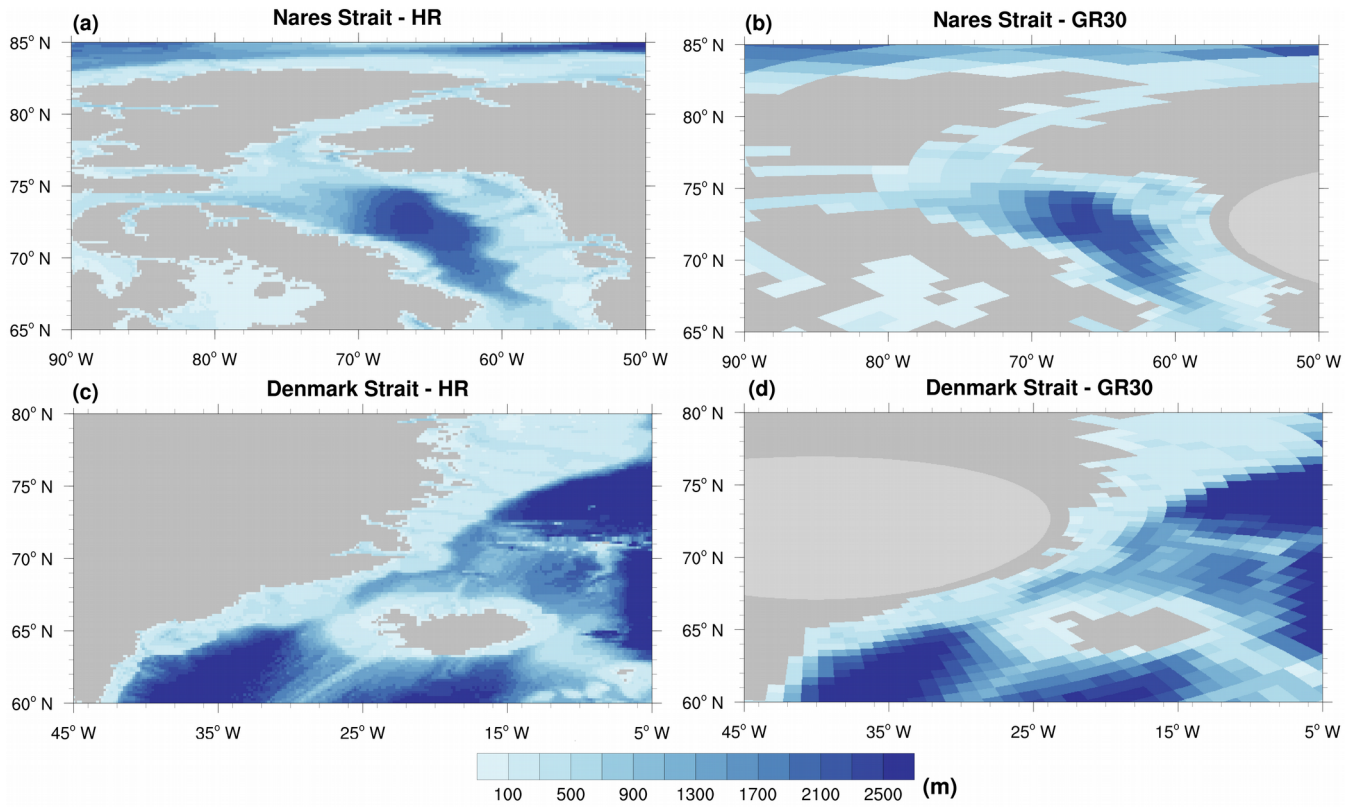 (a) Nares Strait - HR
85° N
80° N
75° N
70° N
65° N
90° W 80° W 70° W 60° W 50° W
(b) Nares Strait - GR30
85° N
80° N
75° N
70° N
65° N
90° W 80° W 70° W 60° W 50° W
(c) Denmark Strait - HR
80° N
75° N
70° N
65° N
60° N
45° W 35° W 25° W 15° W 5° W
(d) Denmark Strait - GR30
80° N
75° N
70° N
65° N
60° N
45° W 35° W 25° W 15° W 5° W
100 500 900 1300 1700 2100 2500 (m)